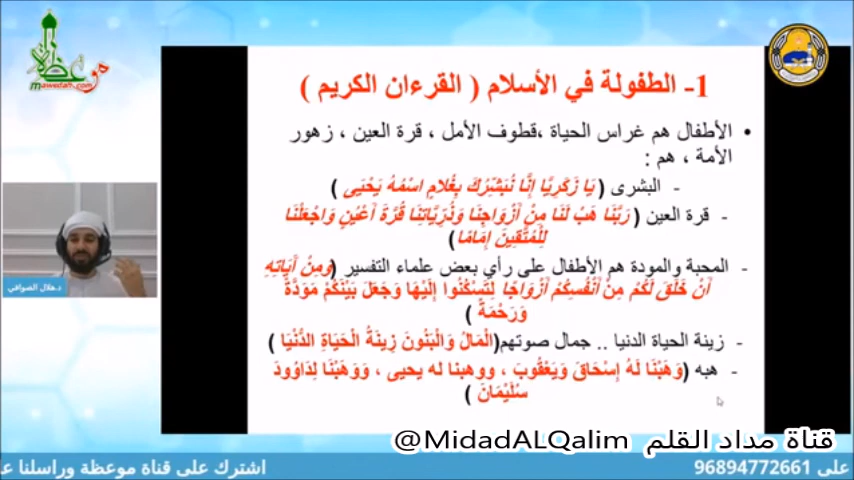 موعظة
mawedah.com
1- الطفولة في الأسلام ( القرءان الكريم )
• الأطفال هم غراس الحياة ،قطوف الأمل ، قرة العين ، زهور
الأمة ، هم :
- البشرى ( يَا زَكَرِيَّا إِنَّا نُبَشِّرُكَ بِغُلَامٍ اسْمُهُ يَحْيَى )
- قرة العين ( رَبَّنَا هَبْ لَنَا مِنْ أَزْوَاجِنَا وَذُرِّيَّاتِنَا قُرَّةَ أَعْيُنٍ وَاجْعَلْنَا
لِلْمُتَّقِينَ إِمَامًا)
- المحبة والمودة هم الأطفال على رأي بعض علماء التفسير (وَمِنْ آيَاتِهِ
أَنْ خَلَقَ لَكُمْ مِنْ أَنْفُسِكُمْ أَزْوَاجًا لِتَسْكُنُوا إِلَيْهَا وَجَعَلَ بَيْنَكُمْ مَوَدَّةً
وَرَحْمَةً )
- زينة الحياة الدنيا .. جمال صوتهم(الْمَالُ وَالْبَنُونَ زِينَةُ الْحَيَاةِ الدُّنْيَا )
- هبه (وَهَبْنَا لَهُ إِسْحَاقَ وَيَعْقُوبَ ، ووهبنا له يحيى ، وَوَهَبْنَا لِدَاوُودَ
سُلَيْمَانَ )
د.هلال الصوافي
قناة مداد القلم @MidadALQalim
على 96894772661
اشترك على قناة موعظة وراسلنا